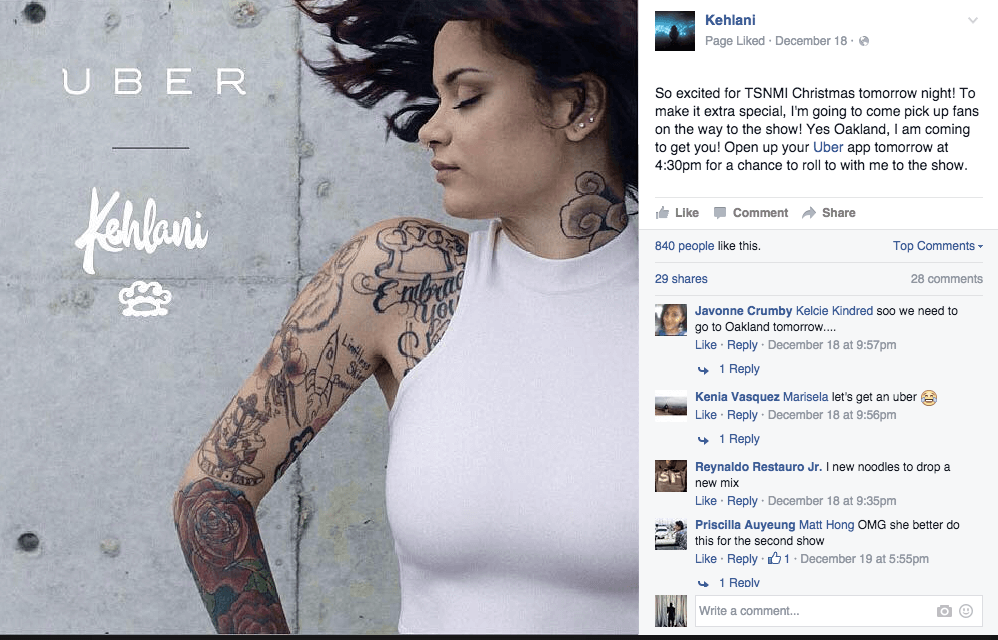 UBER
Kehlani
Embrace
you
Limitless
Kehlani
Page Liked · December 18 ·
So excited for TSNMI Christmas tomorrow night! To
make it extra special, I'm going to come pick up fans
on the way to the show! Yes Oakland, I am coming
to get you! Open up your Uber app tomorrow at
4:30pm for a chance to roll to with me to the show.
Like Comment Share
840 people like this. Top Comments
29 shares 28 comments
Javonne Crumby Kelcie Kindred soo we need to
go to Oakland tomorrow....
Like · Reply · December 18 at 9:57pm
1 Reply
Kenia Vasquez Marisela let's get an uber
Like · Reply · December 18 at 9:56pm
1 Reply
Reynaldo Restauro Jr. I new noodles to drop a
new mix
Like · Reply · December 18 at 9:35pm
Priscilla Auyeung Matt Hong OMG she better do
this for the second show
Like · Reply · 1 · December 19 at 5:55pm
1 Reply
Write a comment...